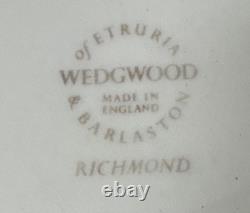 of ETRURIA
WEDGWOOD
MADE IN
ENGLAND
& BARLASTON
RICHMOND